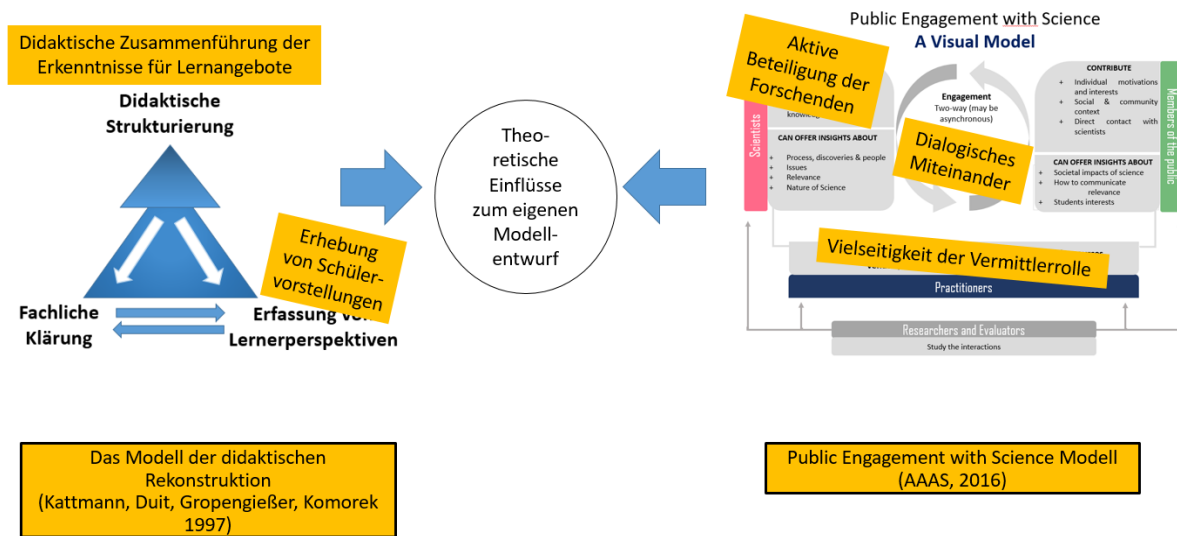 Didaktische Zusammenführung der
Erkenntnisse für Lernangebote
Didaktische
Strukturierung
Fachliche
Klärung
Erhebung
von Schüler-
vorstellungen
Erfassung von
Lernerperspektiven
Das Modell der didaktischen
Rekonstruktion
(Kattmann, Duit, Gropengießer, Komorek
1997)
Theo-
retische
Einflüsse
zum eigenen
Modell-
entwurf
Public Engagement with Science
A Visual Model
Aktive
Beteiligung der
Forschenden
Scientists
CAN OFFER INSIGHTS ABOUT
+ Process, discoveries & people
+ Issues
+ Relevance
+ Nature of Science
Engagement
Two-way (may be
asynchronous)
Dialogisches
Miteinander
CONTRIBUTE
+ Individual motivations
and interests
+ Social & community
context
+ Direct contact with
scientists
CAN OFFER INSIGHTS ABOUT
+ Societal impacts of science
+ How to communicate
relevance
+ Students interests
Members of the public
Vielseitigkeit der Vermittlerrolle
Practitioners
Researchers and Evaluators
Study the interactions
Public Engagement with Science Modell
(AAAS, 2016)